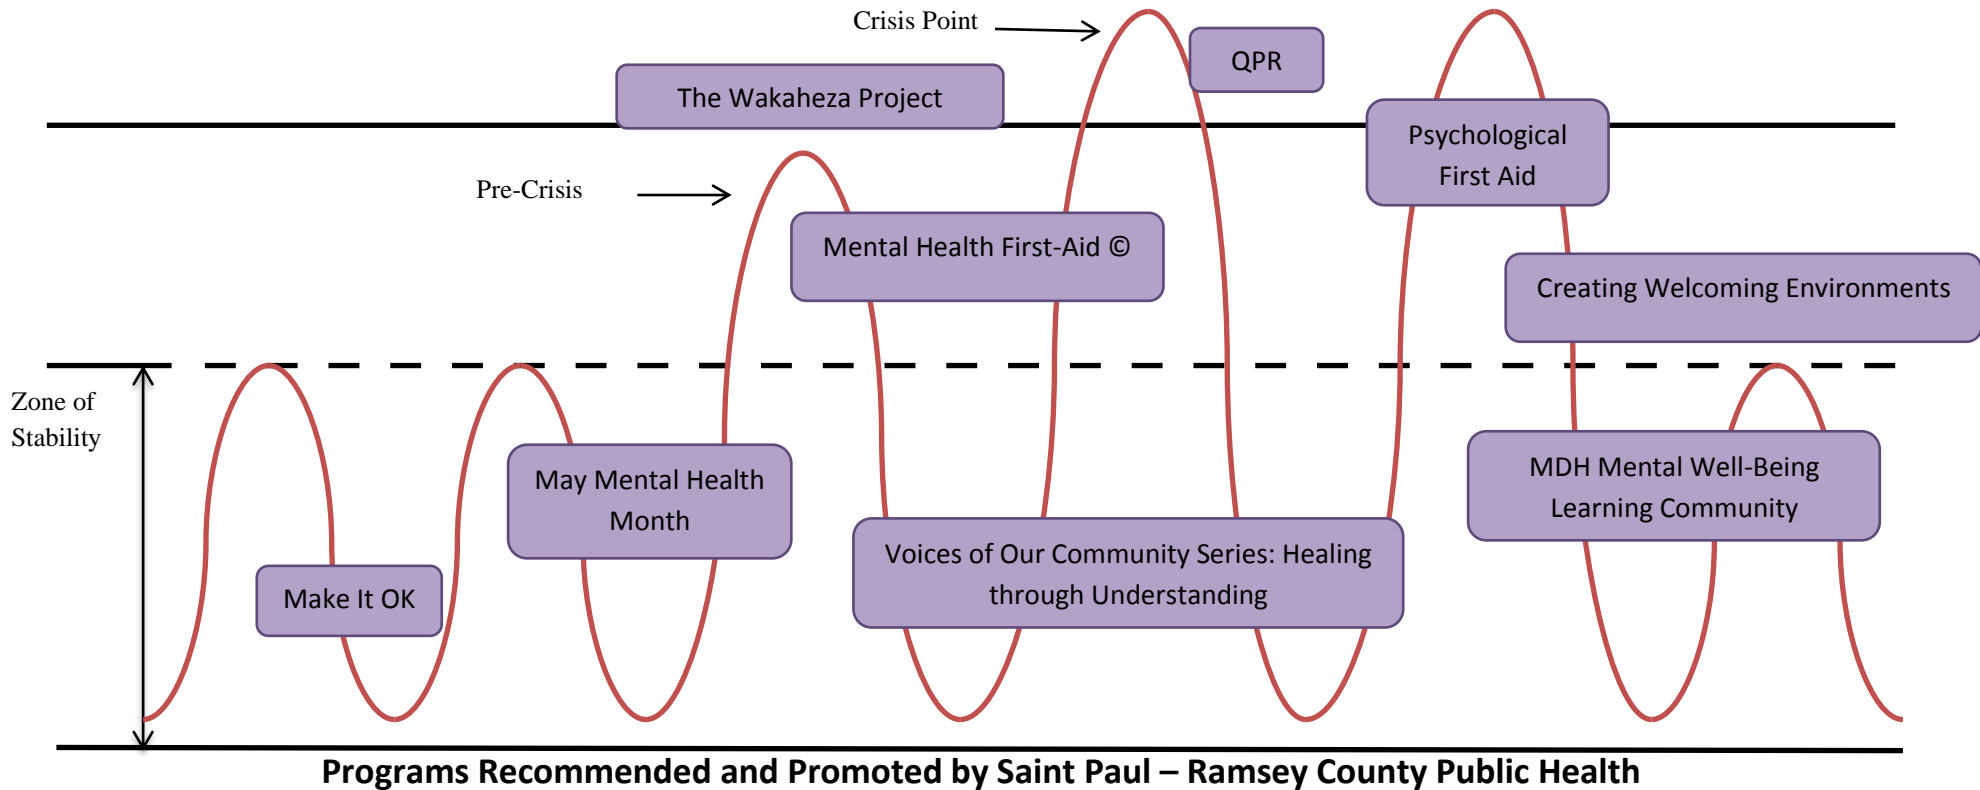 Crisis Point
QPR
The Wakaheza Project
Psychological
First Aid
Pre-Crisis
Mental Health First-Aid ©
Creating Welcoming Environments
Zone of
Stability
May Mental Health
Month
MDH Mental Well-Being
Learning Community
Voices of Our Community Series: Healing
through Understanding
Make It OK
Programs Recommended and Promoted by Saint Paul – Ramsey County Public Health